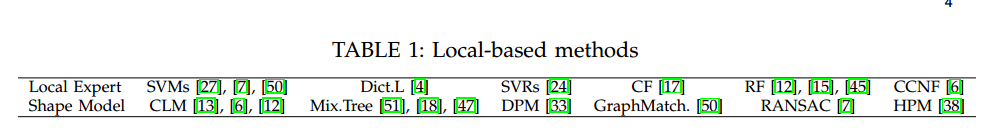 4
TABLE 1: Local-based methods
Local Expert SVMs [27], [7], [50] Dict.L [4] SVRs [24] CF [17] RF [12], [15], [45] CCNF [6]
Shape Model CLM [13], [6], [12] Mix.Tree [51], [18], [47] DPM [33] GraphMatch. [50] RANSAC [7] HPM [38]